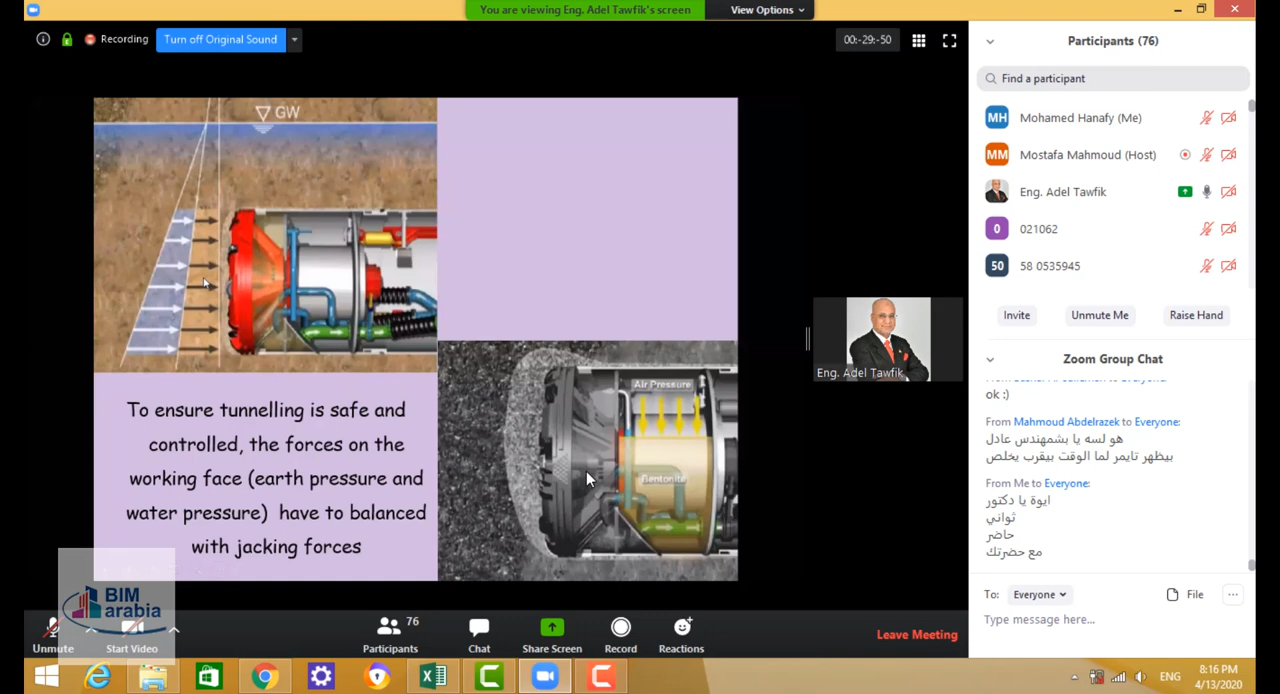 You are viewing Eng. Adel Tawfik's screen
View Options
Recording
Turn off Original Sound
00:-29:-50
GW
To ensure tunnelling is safe and
controlled, the forces on the
working face (earth pressure and
water pressure) have to balanced
with jacking forces
Air Pressure
Bentonite
BIM
arabia
Eng. Adel Tawfik
Participants (76)
Find a participant
MH Mohamed Hanafy (Me)
MM Mostafa Mahmoud (Host)
Eng. Adel Tawfik
0 021062
50 58 0535945
Invite
Unmute Me
Raise Hand
Zoom Group Chat
ok :)
From Mahmoud Abdelrazek to Everyone:
هو لسه يا بشمهندس عادل
بيظهر تايمر لما الوقت بيقرب يخلص
From Me to Everyone:
ايوة يا دكتور
ثواني
حاضر
مع حضرتك
To: Everyone
File
Type message here...
Unmute
Start Video
76
Participants
Chat
Share Screen
Record
Reactions
Leave Meeting
ENG
8:16 PM
4/13/2020